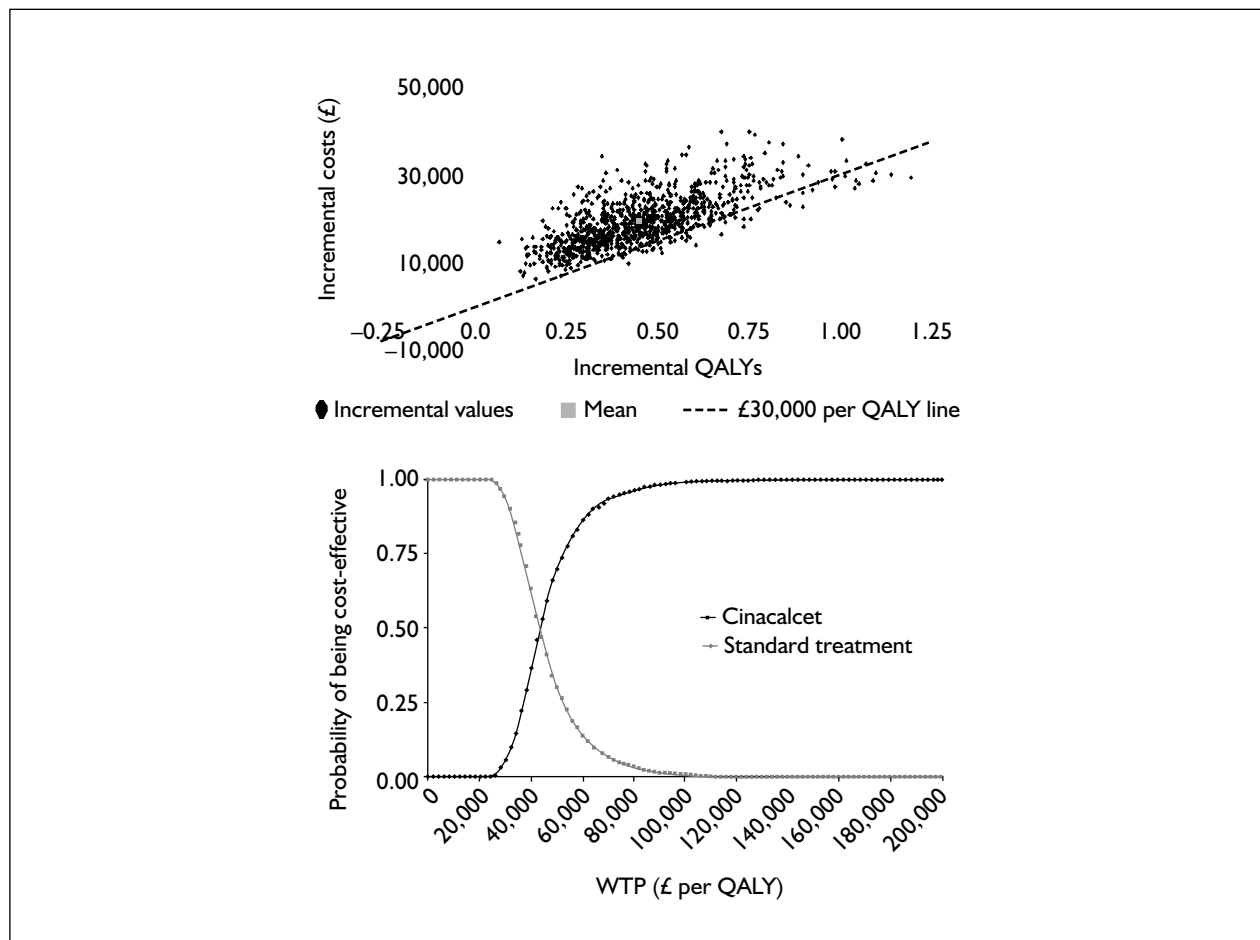 50,000
30,000
10,000
−10,000
Incremental costs (£)
−0.25 0.0 0.25 0.50 0.75 1.00 1.25
Incremental QALYs
Incremental values Mean £30,000 per QALY line
1.00
0.75
0.50
0.25
0.00
Probability of being cost-effective
Cinacalcet
Standard treatment
0 20,000 40,000 60,000 80,000 100,000 120,000 140,000 160,000 180,000 200,000
WTP (£ per QALY)